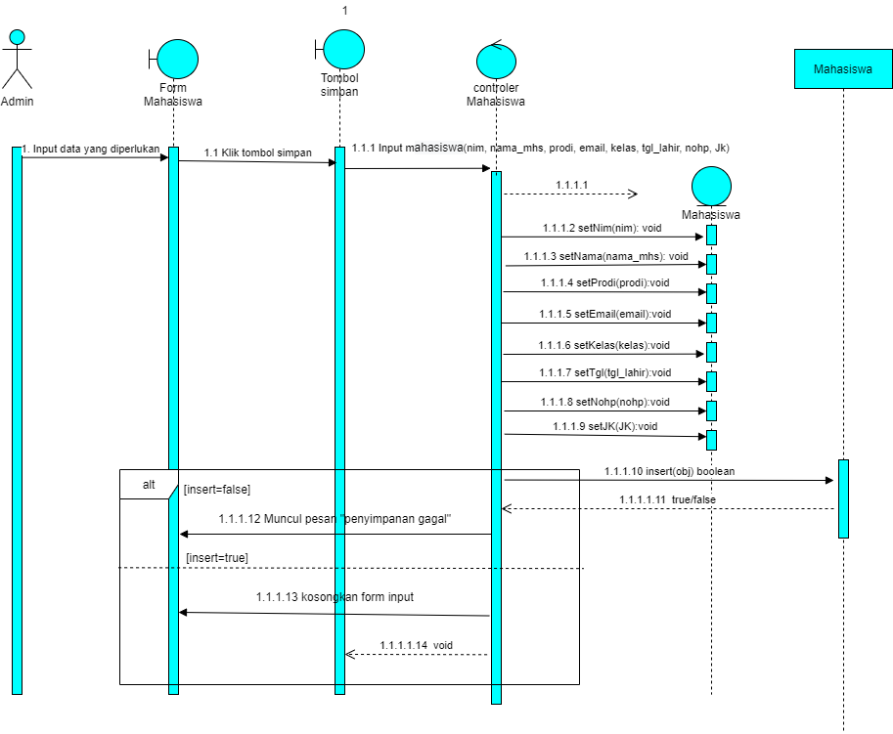 1
Admin
Form
Mahasiswa
Tombol
simpan
controler
Mahasiswa
Mahasiswa
1. Input data yang diperlukan
1.1 Klik tombol simpan
1.1.1 Input mahasiswa(nim, nama_mhs, prodi, email, kelas, tgl_lahir, nohp, Jk)
1.1.1.1
Mahasiswa
1.1.1.2 setNim(nim): void
1.1.1.3 setNama(nama_mhs): void
1.1.1.4 setProdi(prodi):void
1.1.1.5 setEmail(email):void
1.1.1.6 setKelas(kelas):void
1.1.1.7 setTgl(tgl_lahir):void
1.1.1.8 setNohp(nohp):void
1.1.1.9 setJK(JK):void
1.1.1.10 insert(obj) boolean
alt
[insert=false]
1.1.1.1.11 true/false
1.1.1.12 Muncul pesan "penyimpanan gagal"
[insert=true]
1.1.1.13 kosongkan form input
1.1.1.1.14 void